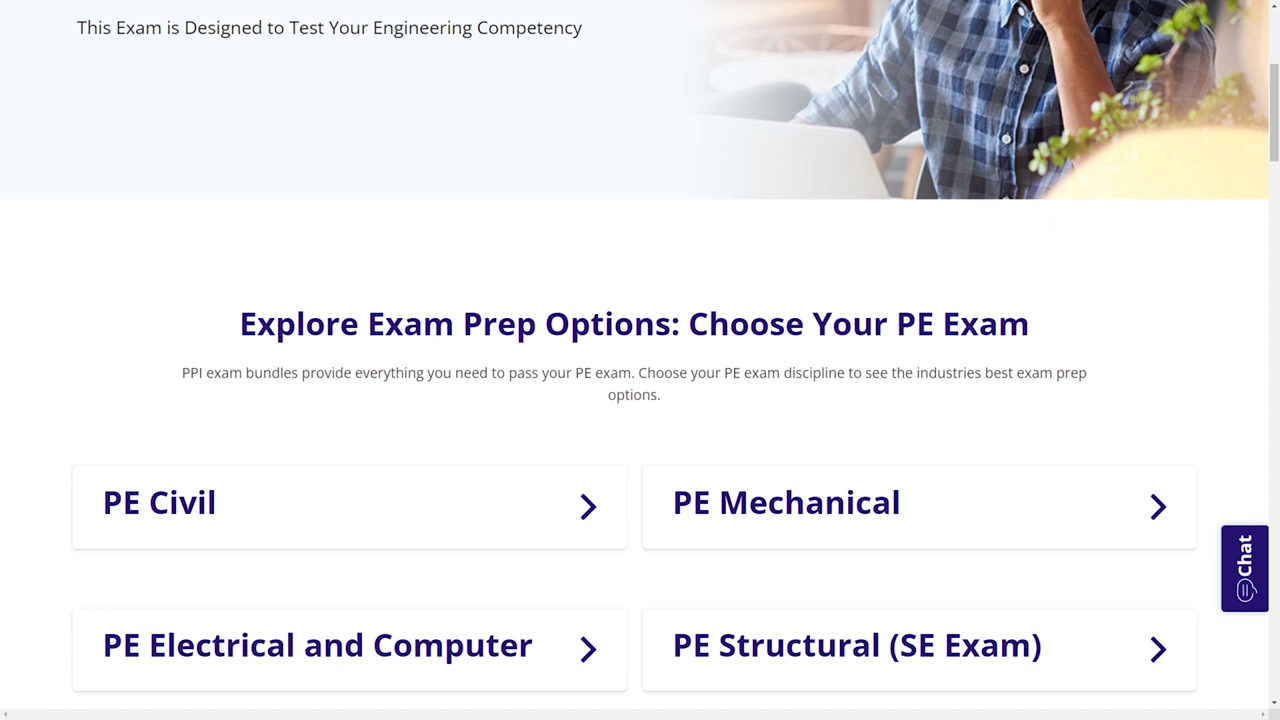 This Exam is Designed to Test Your Engineering Competency
Explore Exam Prep Options: Choose Your PE Exam
PPI exam bundles provide everything you need to pass your PE exam. Choose your PE exam discipline to see the industries best exam prep
options.
PE Civil
PE Mechanical
Chat
PE Electrical and Computer
PE Structural (SE Exam)